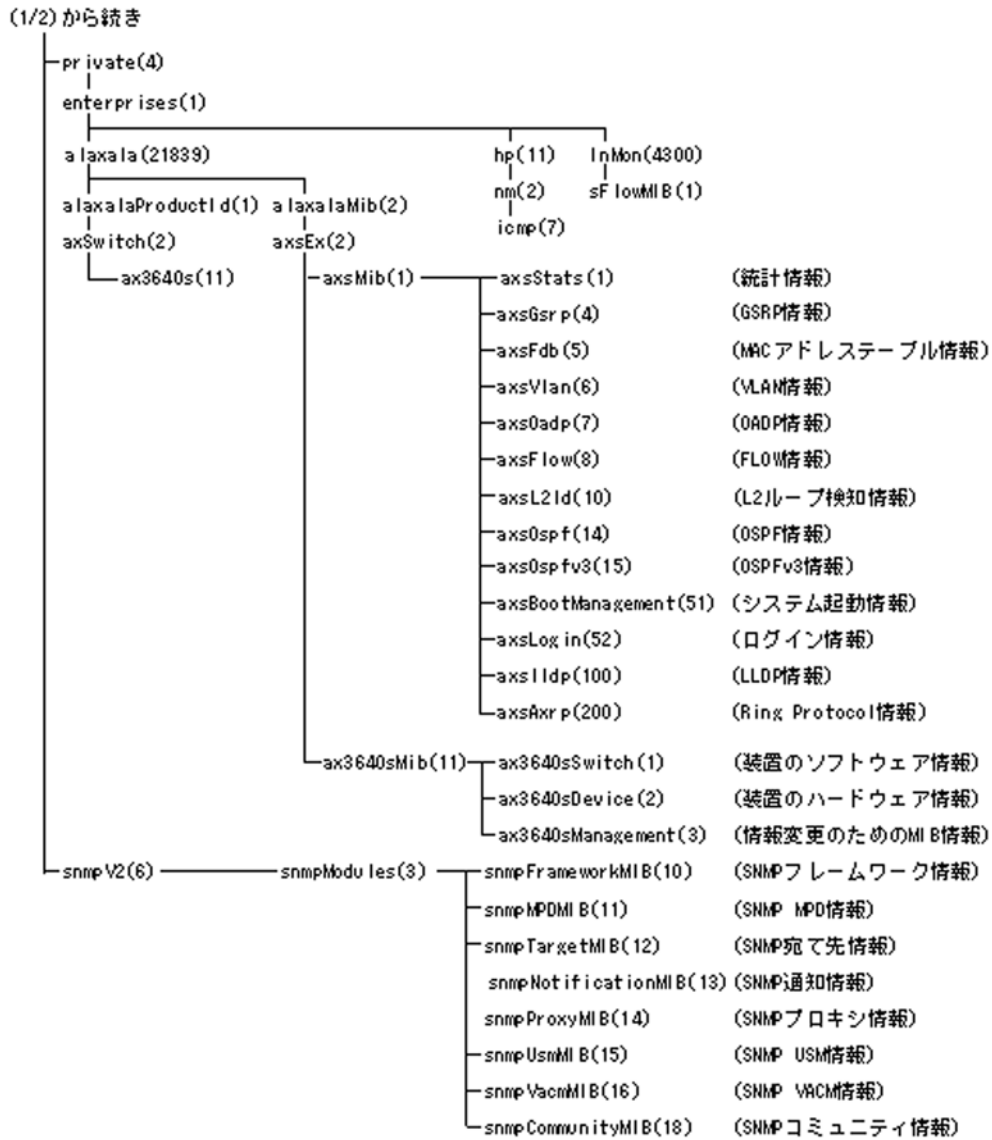 (1/2)から続き
private(4)
enterprises(1)
alaxala(21839) hp(11) InMon(4300)
nm(2) sFlowMIB(1)
alaxalaProductId(1) alaxalaMib(2)
icmp(7)
axSwitch(2) axsEx(2)
ax3640s(11) axsMib(1) axsStats(1) (統計情報)
axsGsrp(4) (GSRP情報)
axsFdb(5) (MACアドレステーブル情報)
axsVlan(6) (VLAN情報)
axsOadp(7) (OADP情報)
axsFlow(8) (FLOW情報)
axsL2ld(10) (L2ループ検知情報)
axsOspf(14) (OSPF情報)
axsOspfv3(15) (OSPFv3情報)
axsBootManagement(51) (システム起動情報)
axsLogin(52) (ログイン情報)
axslldp(100) (LLDP情報)
axsAxrp(200) (Ring Protocol情報)
ax3640sMib(11) ax3640sSwitch(1) (装置のソフトウェア情報)
ax3640sDevice(2) (装置のハードウェア情報)
ax3640sManagement(3) (情報変更のためのMIB情報)
snmpV2(6) snmpModules(3) snmpFrameworkMIB(10) (SNMPフレームワーク情報)
snmpMPDMIB(11) (SNMP MPD情報)
snmpTargetMIB(12) (SNMP宛て先情報)
snmpNotificationMIB(13) (SNMP通知情報)
snmpProxyMIB(14) (SNMPプロキシ情報)
snmpUsmMIB(15) (SNMP USM情報)
snmpVacmMIB(16) (SNMP VACM情報)
snmpCommunityMIB(18) (SNMPコミュニティ情報)